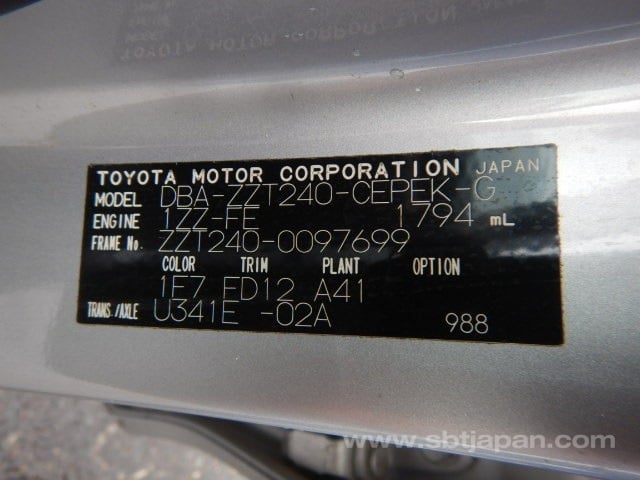 TOYOTA MOTOR CORPORATION JAPAN
MODEL DBA-ZZT240-CEPEK-G
ENGINE 1ZZ-FE 1794 mL
FRAME No. ZZT240-0097699
COLOR TRIM PLANT OPTION
1F7 FD12 A41
TRANS./AXLE U341E -02A 988
www.sbtjapan.com